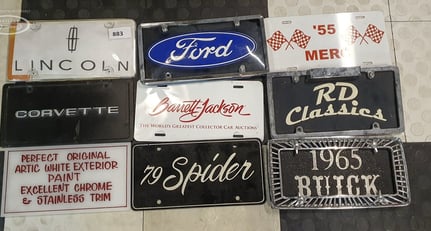 883
LINCOLN
Ford
'55
MERC
CORVETTE
Barrett-Jackson
THE WORLD'S GREATEST COLLECTOR CAR AUCTIONS
RD
Classics
PERFECT ORIGINAL
ARTIC WHITE EXTERIOR
PAINT
EXCELLENT CHROME
& STAINLESS TRIM
79 Spider
1965
BUICK